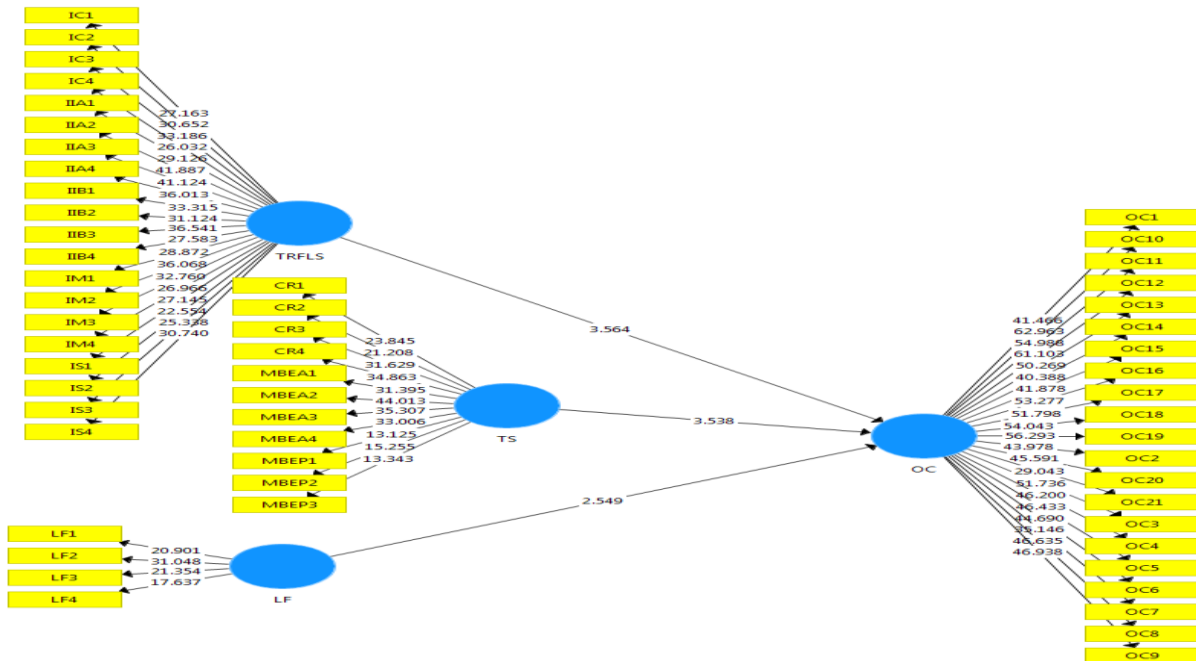 IC1
IC2
IC3
IC4
IIA1
IIA2
IIA3
IIA4
IIB1
IIB2
IIB3
IIB4
IM1
IM2
IM3
IM4
IS1
IS2
IS3
IS4
27.163
30.652
33.186
26.032
29.126
41.887
41.124
36.013
33.315
31.124
36.541
27.583
28.872
36.068
32.760
26.966
27.145
22.554
25.338
30.740
TRFLS
3.564
CR1
CR2
CR3
CR4
MBEA1
MBEA2
MBEA3
MBEA4
MBEP1
MBEP2
MBEP3
23.845
21.208
31.629
34.863
31.395
44.013
35.307
33.006
13.125
15.255
13.343
TS
3.538
LF1
LF2
LF3
LF4
20.901
31.048
21.354
17.637
LF
2.549
OC
41.466
62.963
54.988
61.103
50.269
40.388
41.878
53.277
51.798
54.043
56.293
43.978
45.591
29.043
51.736
46.200
46.433
44.690
35.146
46.635
46.938
OC1
OC10
OC11
OC12
OC13
OC14
OC15
OC16
OC17
OC18
OC19
OC2
OC20
OC21
OC3
OC4
OC5
OC6
OC7
OC8
OC9